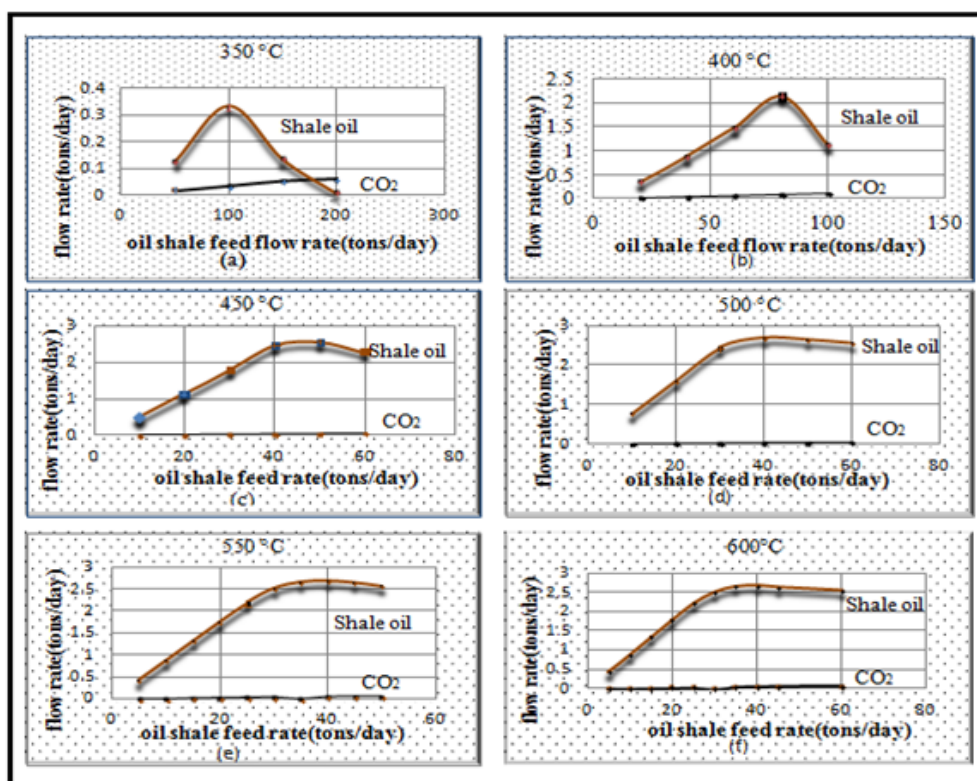 350 °C
flow rate(tons/day)
0.4
0.3
0.2
0.1
0
Shale oil
CO2
0 100 200 300
oil shale feed flow rate(tons/day)
(a)
400 °C
flow rate(tons/day)
2.5
2
1.5
1
0.5
0
Shale oil
CO2
0 50 100 150
oil shale feed flow rate(tons/day)
(b)
450 °C
flow rate(tons/day)
3
2
1
0
Shale oil
CO2
0 20 40 60 80
oil shale feed rate(tons/day)
(c)
500 °C
flow rate(tons/day)
3
2
1
0
Shale oil
CO2
0 20 40 60 80
oil shale feed rate(tons/day)
(d)
550 °C
flow rate(tons/day)
3
2.5
2
1.5
1
0.5
0
Shale oil
CO2
0 20 40 60
oil shale feed rate(tons/day)
(e)
600°C
flow rate(tons/day)
3
2.5
2
1.5
1
0.5
0
Shale oil
CO2
0 20 40 60 80
oil shale feed rate(tons/day)
(f)